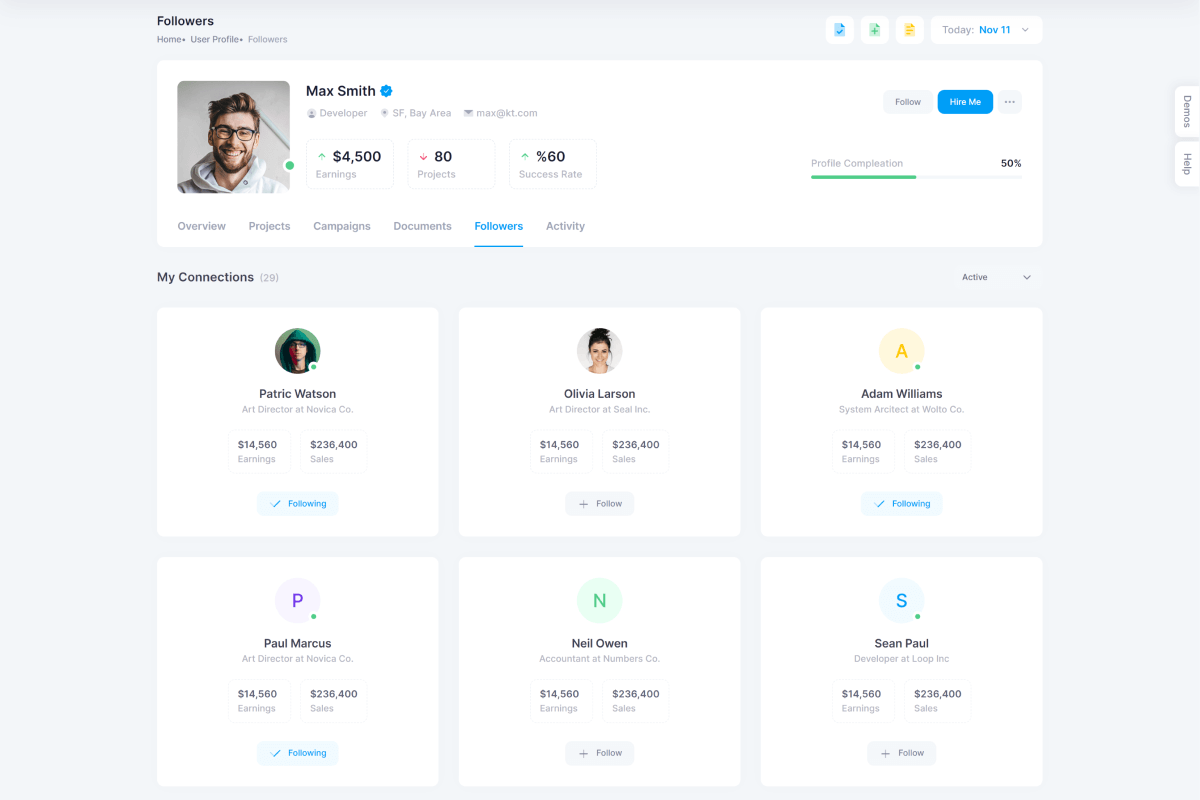 Followers
Home• User Profile• Followers
Today: Nov 11
Max Smith
Developer SF, Bay Area max@kt.com
Follow Hire Me
$4,500 80 %60
Earnings Projects Success Rate
Profile Compleation 50%
Overview Projects Campaigns Documents Followers Activity
Demos
Help
My Connections (29)
Active
Patric Watson
Art Director at Novica Co.
$14,560 $236,400
Earnings Sales
Following
Olivia Larson
Art Director at Seal Inc.
$14,560 $236,400
Earnings Sales
Follow
A
Adam Williams
System Arcitect at Wolto Co.
$14,560 $236,400
Earnings Sales
Following
P
Paul Marcus
Art Director at Novica Co.
$14,560 $236,400
Earnings Sales
Following
N
Neil Owen
Accountant at Numbers Co.
$14,560 $236,400
Earnings Sales
Follow
S
Sean Paul
Developer at Loop Inc
$14,560 $236,400
Earnings Sales
Follow